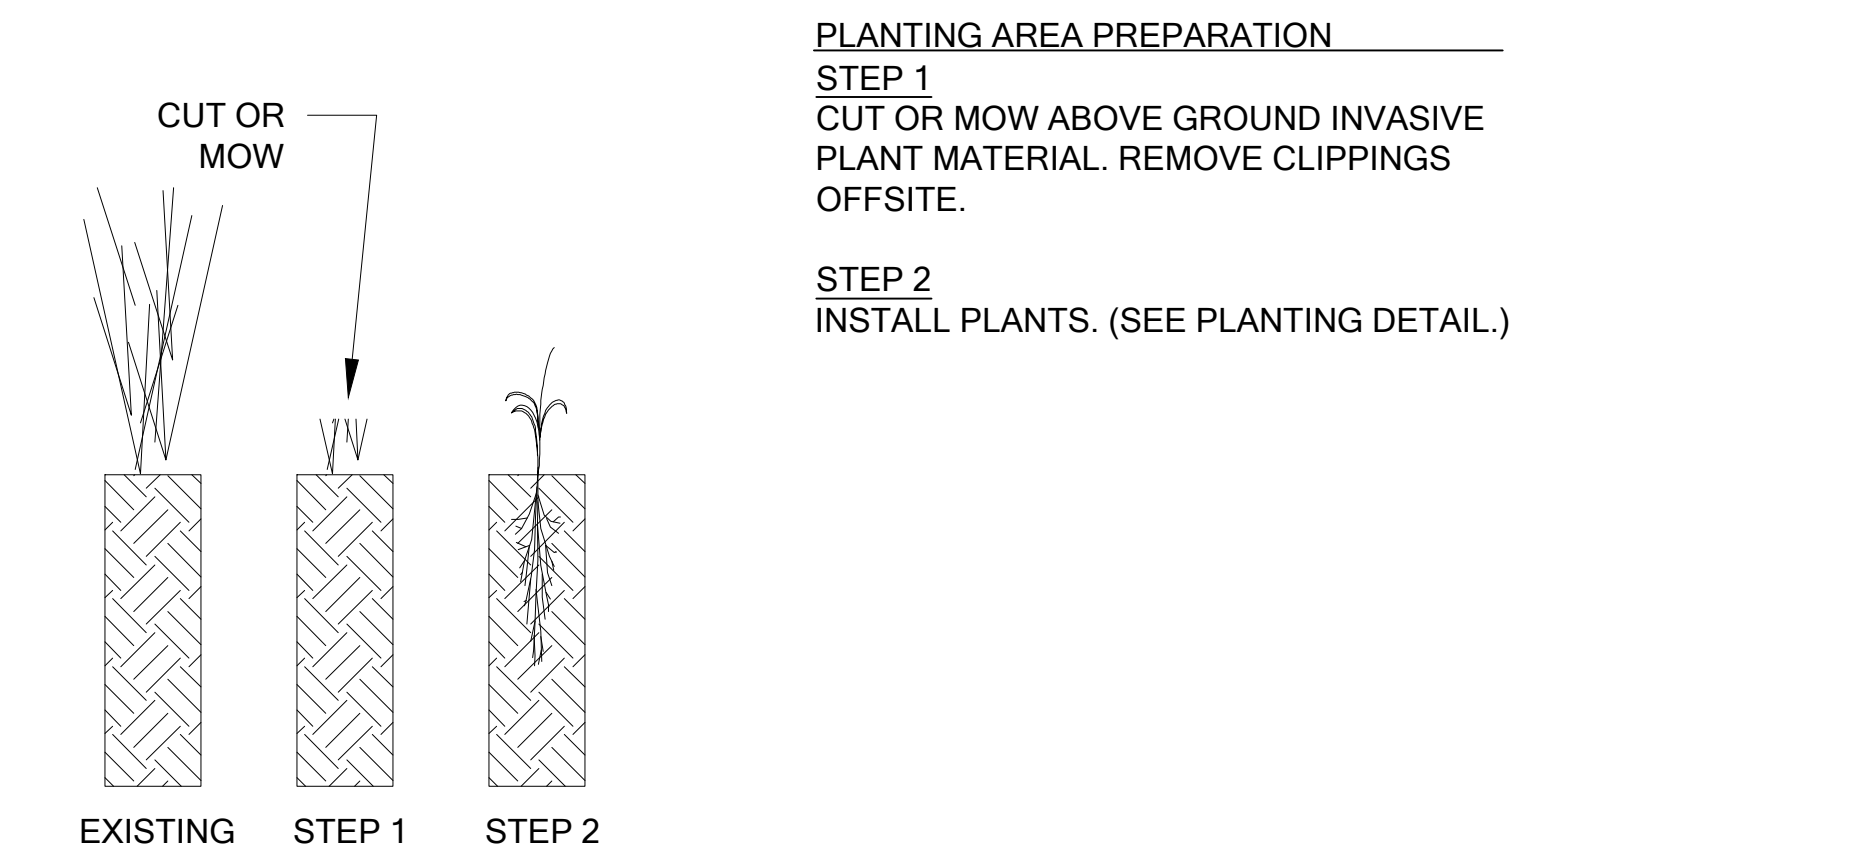 CUT OR
MOW
EXISTING
STEP 1
STEP 2
PLANTING AREA PREPARATION
STEP 1
CUT OR MOW ABOVE GROUND INVASIVE
PLANT MATERIAL. REMOVE CLIPPINGS
OFFSITE.
STEP 2
INSTALL PLANTS. (SEE PLANTING DETAIL.)